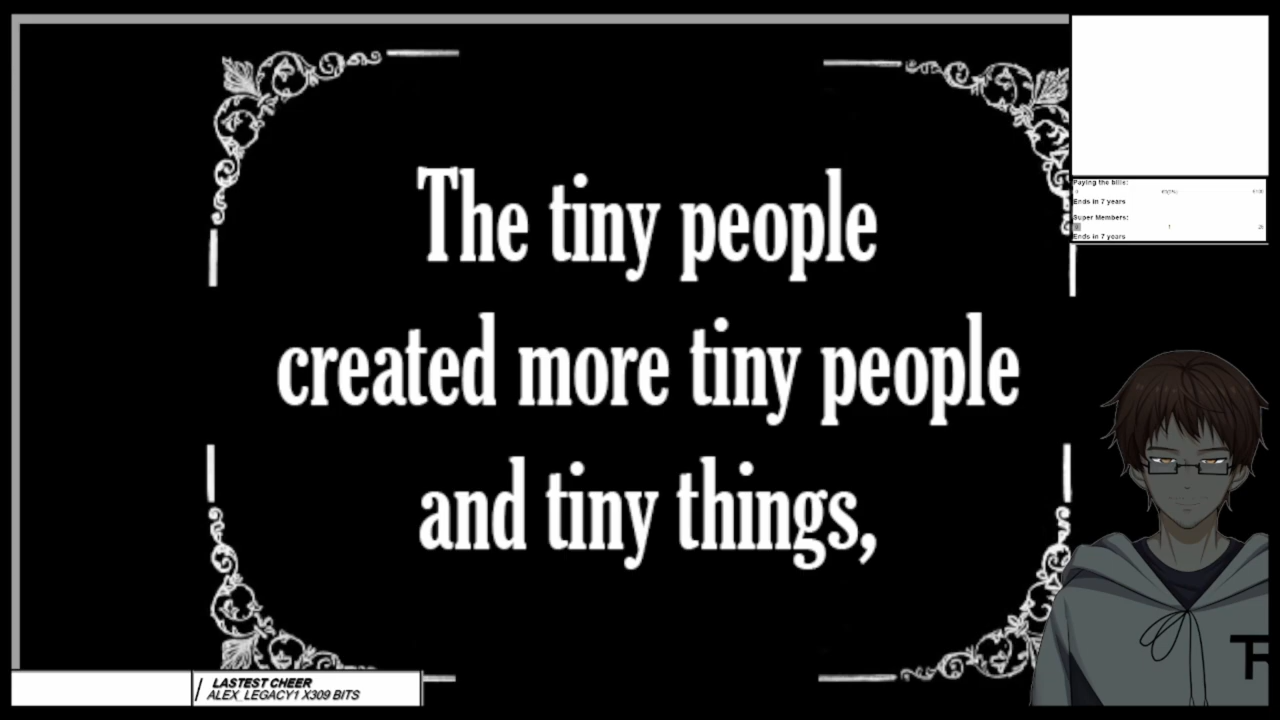 The tiny people
created more tiny people
and tiny things,
Paying the bills:
Ends in 7 years
Super Members:
Ends in 7 years
LASTEST CHEER
ALEX_LEGACY1 X309 BITS